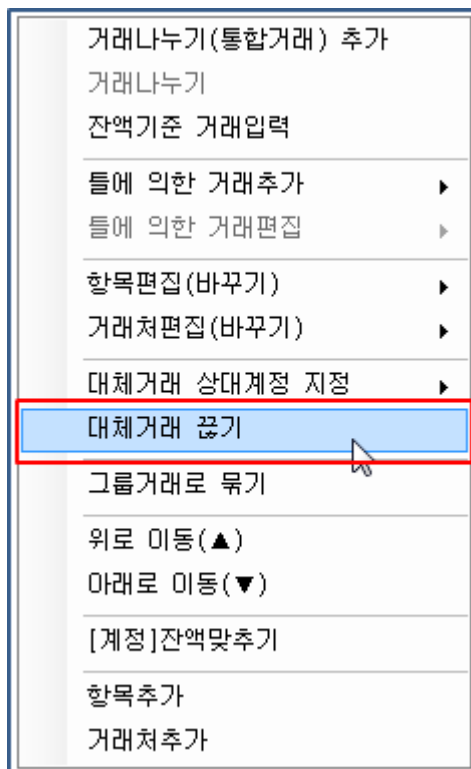 거래나누기(통합거래) 추가
거래나누기
잔액기준 거래입력
틀에 의한 거래추가
틀에 의한 거래편집
항목편집(바꾸기)
거래처편집(바꾸기)
대체거래 상대계정 지정
대체거래 끊기
그룹거래로 묶기
위로 이동(▲)
아래로 이동(▼)
[계정]잔액맞추기
항목추가
거래처추가